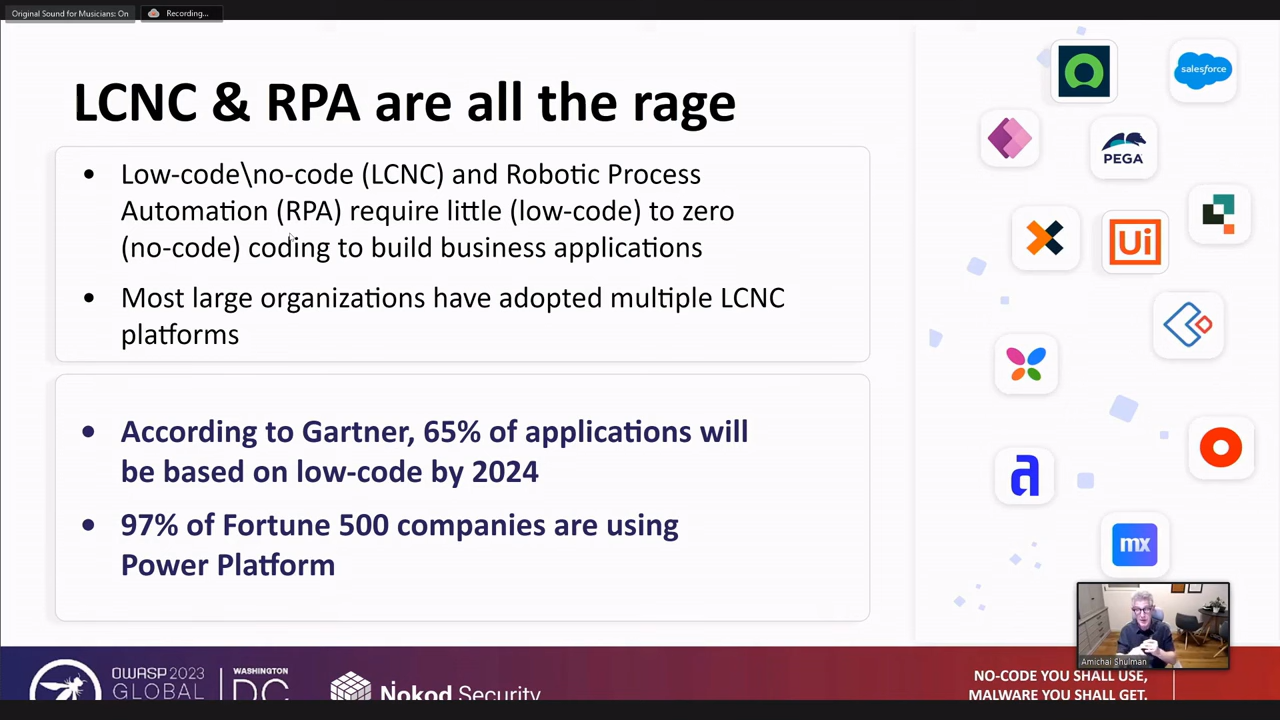 Original Sound for Musicians: On
Recording...
LCNC & RPA are all the rage
• Low-code\no-code (LCNC) and Robotic Process
Automation (RPA) require little (low-code) to zero
(no-code) coding to build business applications
• Most large organizations have adopted multiple LCNC
platforms
• According to Gartner, 65% of applications will
be based on low-code by 2024
• 97% of Fortune 500 companies are using
Power Platform
salesforce
PEGA
Ui
a
mx
Amichai Shulman
OWASP 2023
GLOBAL
WASHINGTON
DC
Nokod Security
NO-CODE YOU SHALL USE,
MALWARE YOU SHALL GET.